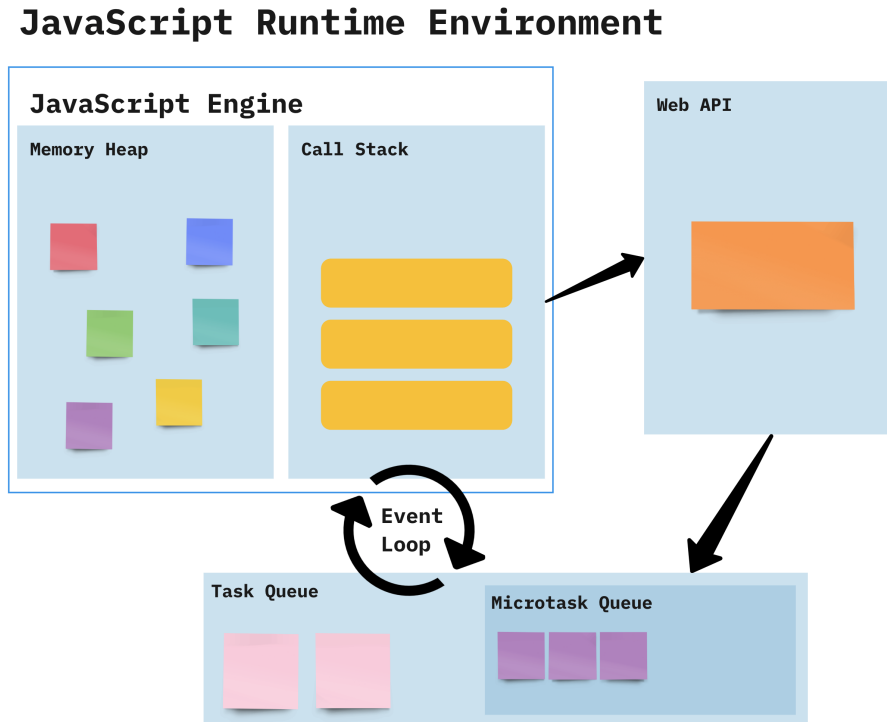 JavaScript Runtime Environment
JavaScript Engine
Memory Heap
Call Stack
Web API
Event
Loop
Task Queue
Microtask Queue